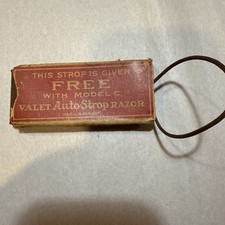 THIS STROP IS GIVEN
FREE
WITH MODEL C
VALET AutoStrop RAZOR